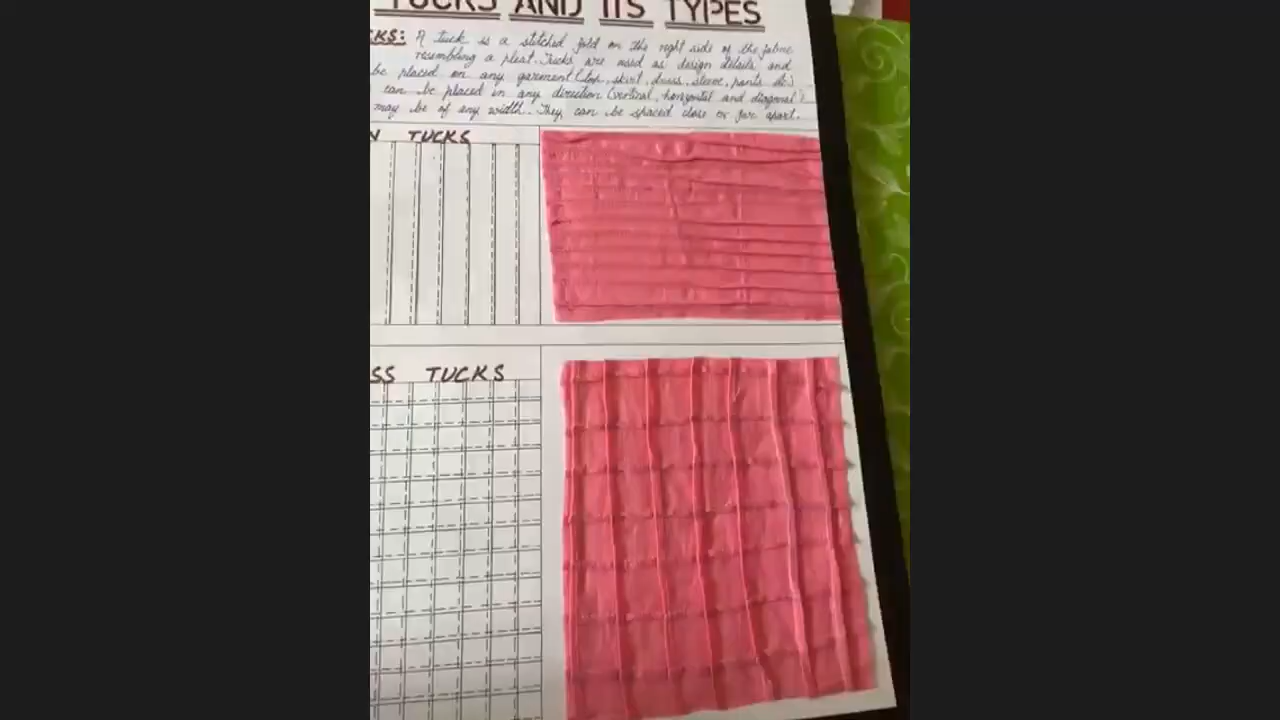 TUCKS AND ITS TYPES
CKS: A tuck is a stitched fold on the right side of the fabric
resembling a pleat. Tucks are used as design details and
be placed on any garment (top, skirt, dress, sleeve, pants etc)
can be placed in any direction (vertical, horizontal and diagonal)
may be of any width. They can be spaced close or far apart.
N TUCKS
SS TUCKS